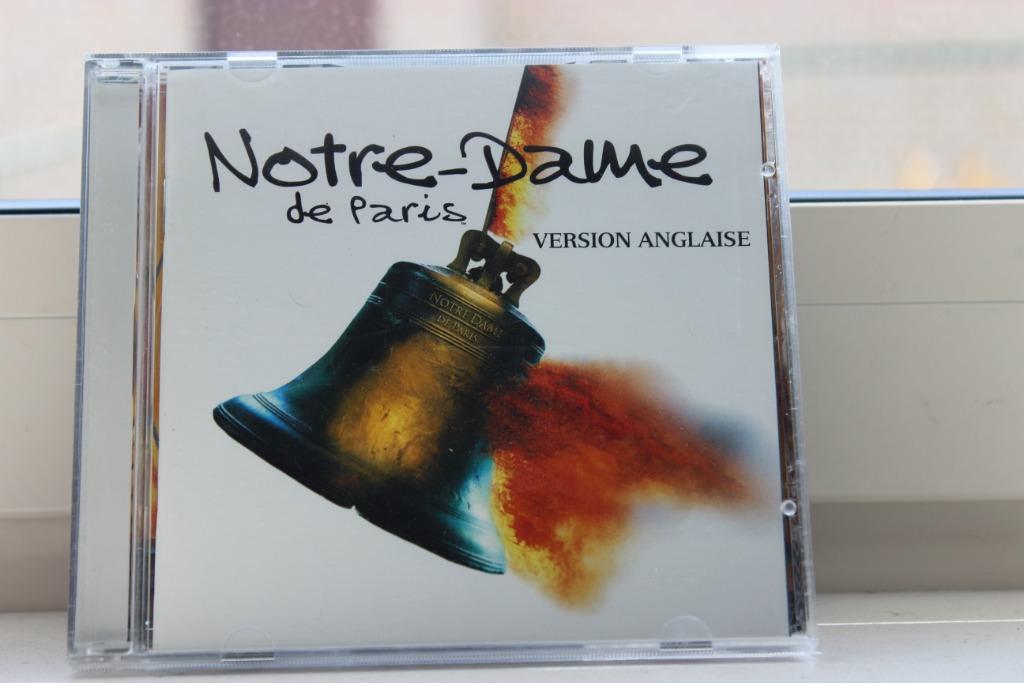 Notre-Dame
de Paris
VERSION ANGLAISE
NOTRE DAME
DE PARIS